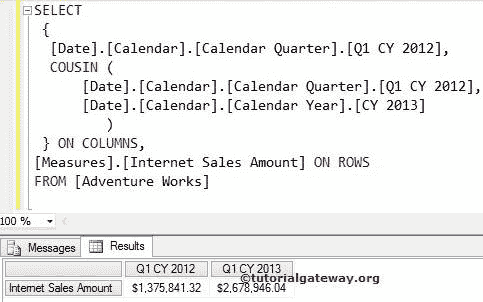 SELECT
{
[Date].[Calendar].[Calendar Quarter].[Q1 CY 2012],
COUSIN (
[Date].[Calendar].[Calendar Quarter].[Q1 CY 2012],
[Date].[Calendar].[Calendar Year].[CY 2013]
)
} ON COLUMNS,
[Measures].[Internet Sales Amount] ON ROWS
FROM [Adventure Works]
100 %
Messages Results
Q1 CY 2012 Q1 CY 2013
Internet Sales Amount $1,375,841.32 $2,678,946.04
©tutorialgateway.org